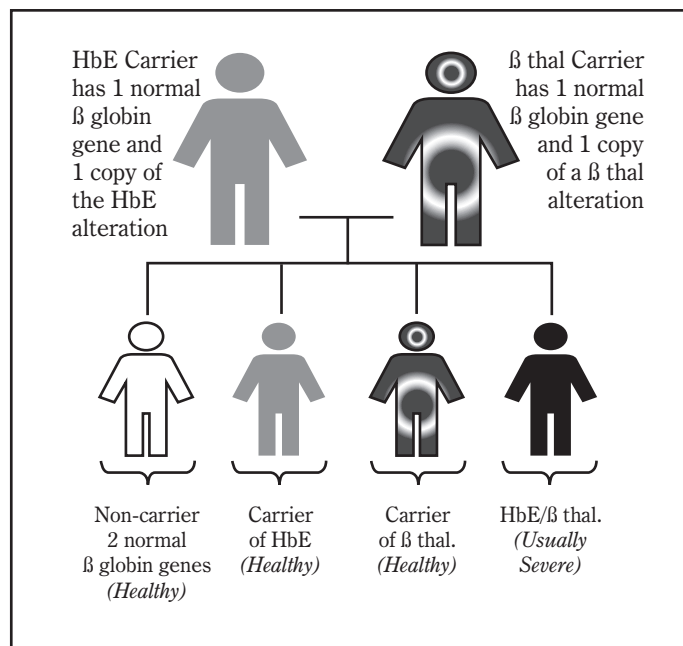 HbE Carrier
has 1 normal
ß globin
gene and
1 copy of
the HbE
alteration
ß thal Carrier
has 1 normal
ß globin gene
and 1 copy
of a ß thal
alteration
Non-carrier
2 normal
ß globin genes
(Healthy)
Carrier
of HbE
(Healthy)
Carrier
of ß thal.
(Healthy)
HbE/ß thal.
(Usually
Severe)